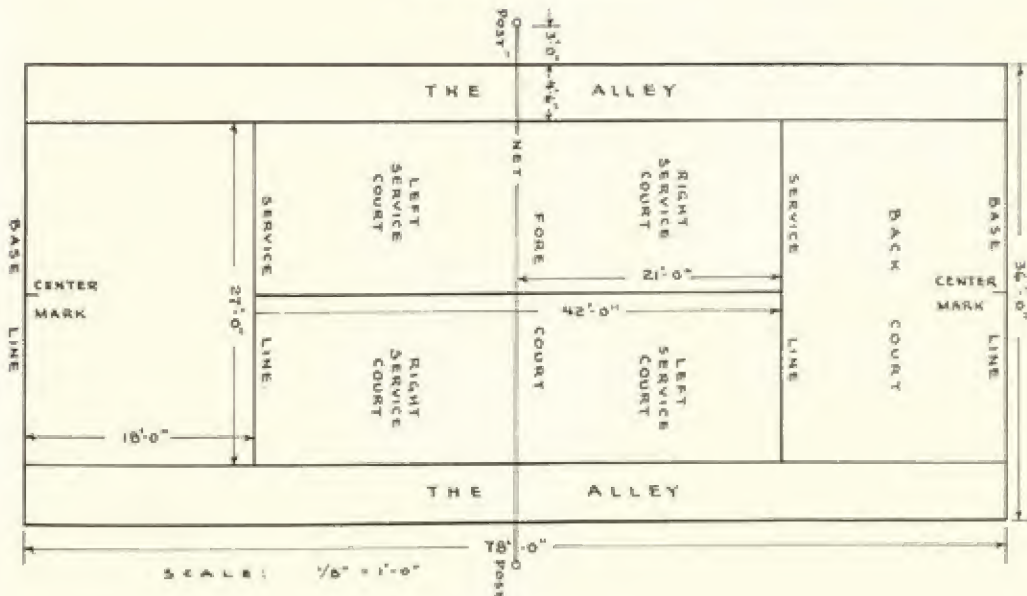 POST
3'-0"
THE ALLEY
4'-6"
NET
LEFT
SERVICE
COURT
RIGHT
SERVICE
COURT
SERVICE
LINE
SERVICE
LINE
BASE
LINE
BASE
LINE
BACK
COURT
FORE
COURT
36'-0"
21'-0"
CENTER
MARK
CENTER
MARK
27'-0"
42'-0"
RIGHT
SERVICE
COURT
LEFT
SERVICE
COURT
18'-0"
THE ALLEY
78'-0"
SCALE: 1/8" = 1'-0"
POST